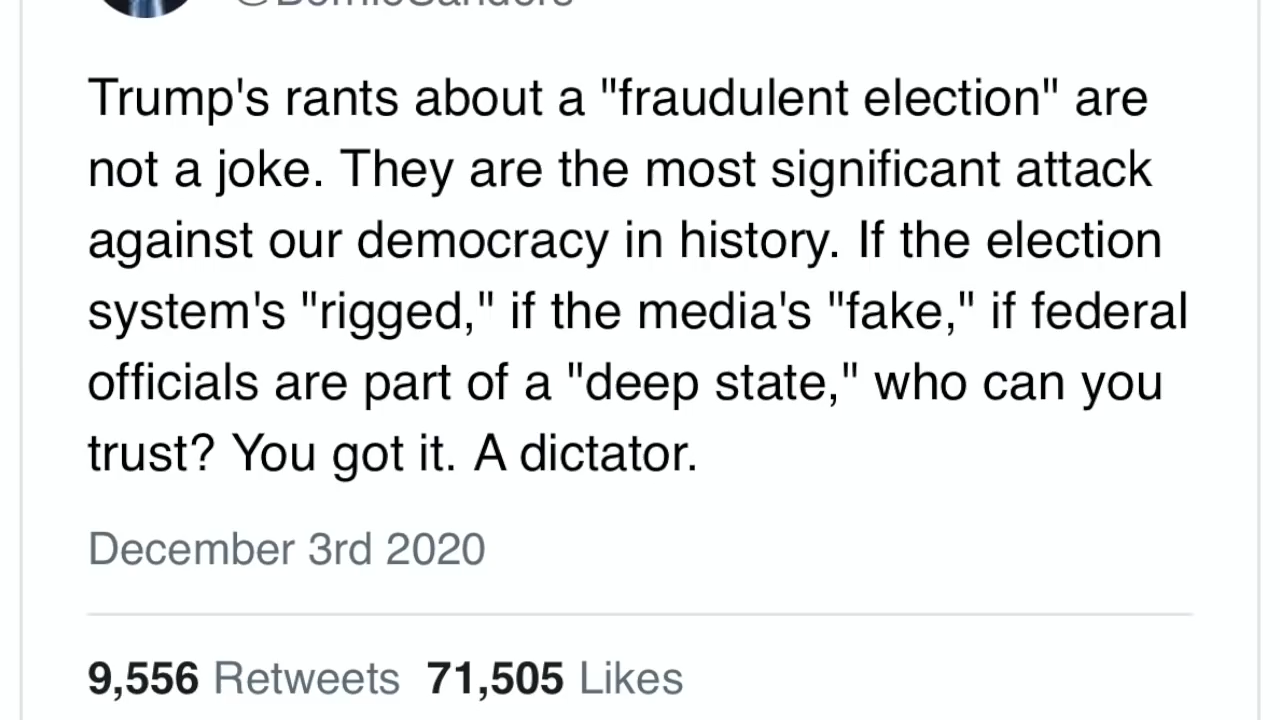 @BernieSanders
Trump's rants about a "fraudulent election" are
not a joke. They are the most significant attack
against our democracy in history. If the election
system's "rigged," if the media's "fake," if federal
officials are part of a "deep state," who can you
trust? You got it. A dictator.
December 3rd 2020
9,556 Retweets 71,505 Likes